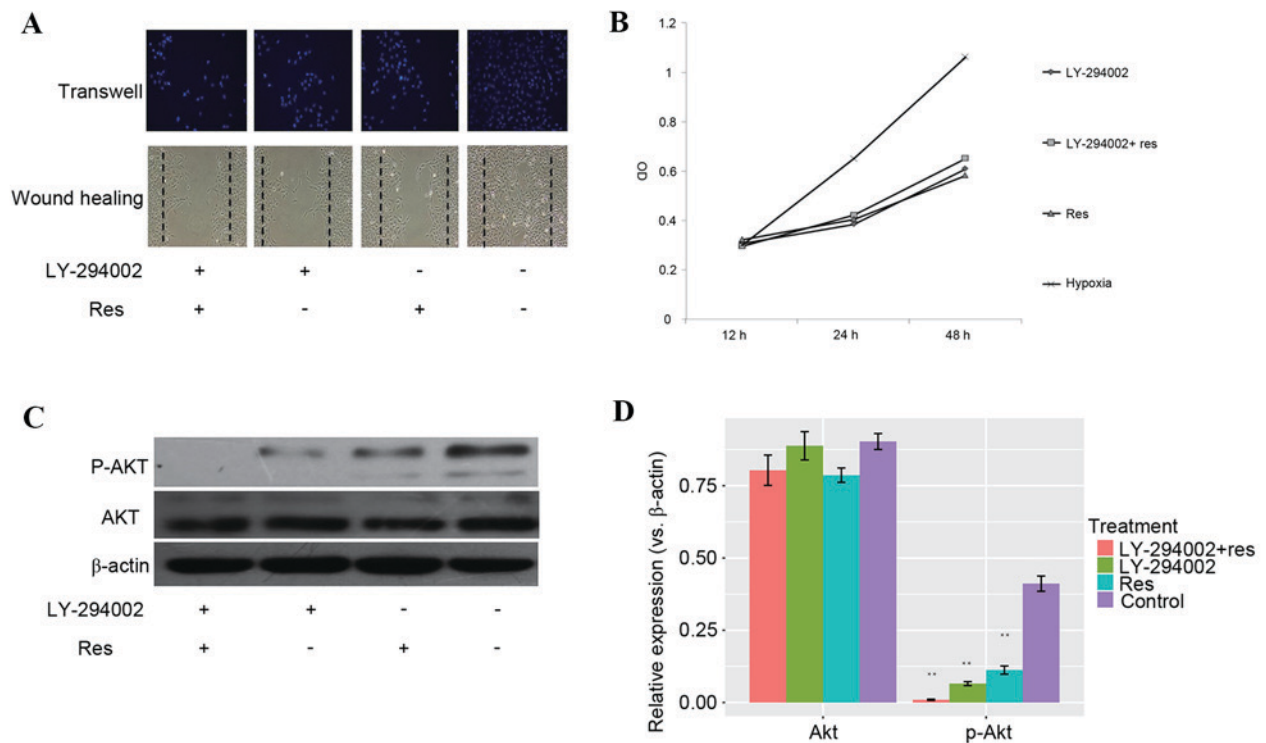 A
Transwell
Wound healing
LY-294002 + + - -
Res + - + -
B
1.2
1
0.8
0.6
0.4
0.2
0
OD
12 h 24 h 48 h
LY-294002
LY-294002+ res
Res
Hypoxia
C
P-AKT
AKT
β-actin
LY-294002 + + - -
Res + - + -
D
Relative expression (vs. β-actin)
0.75
0.50
0.25
0.00
** ** **
Akt p-Akt
Treatment
LY-294002+res
LY-294002
Res
Control